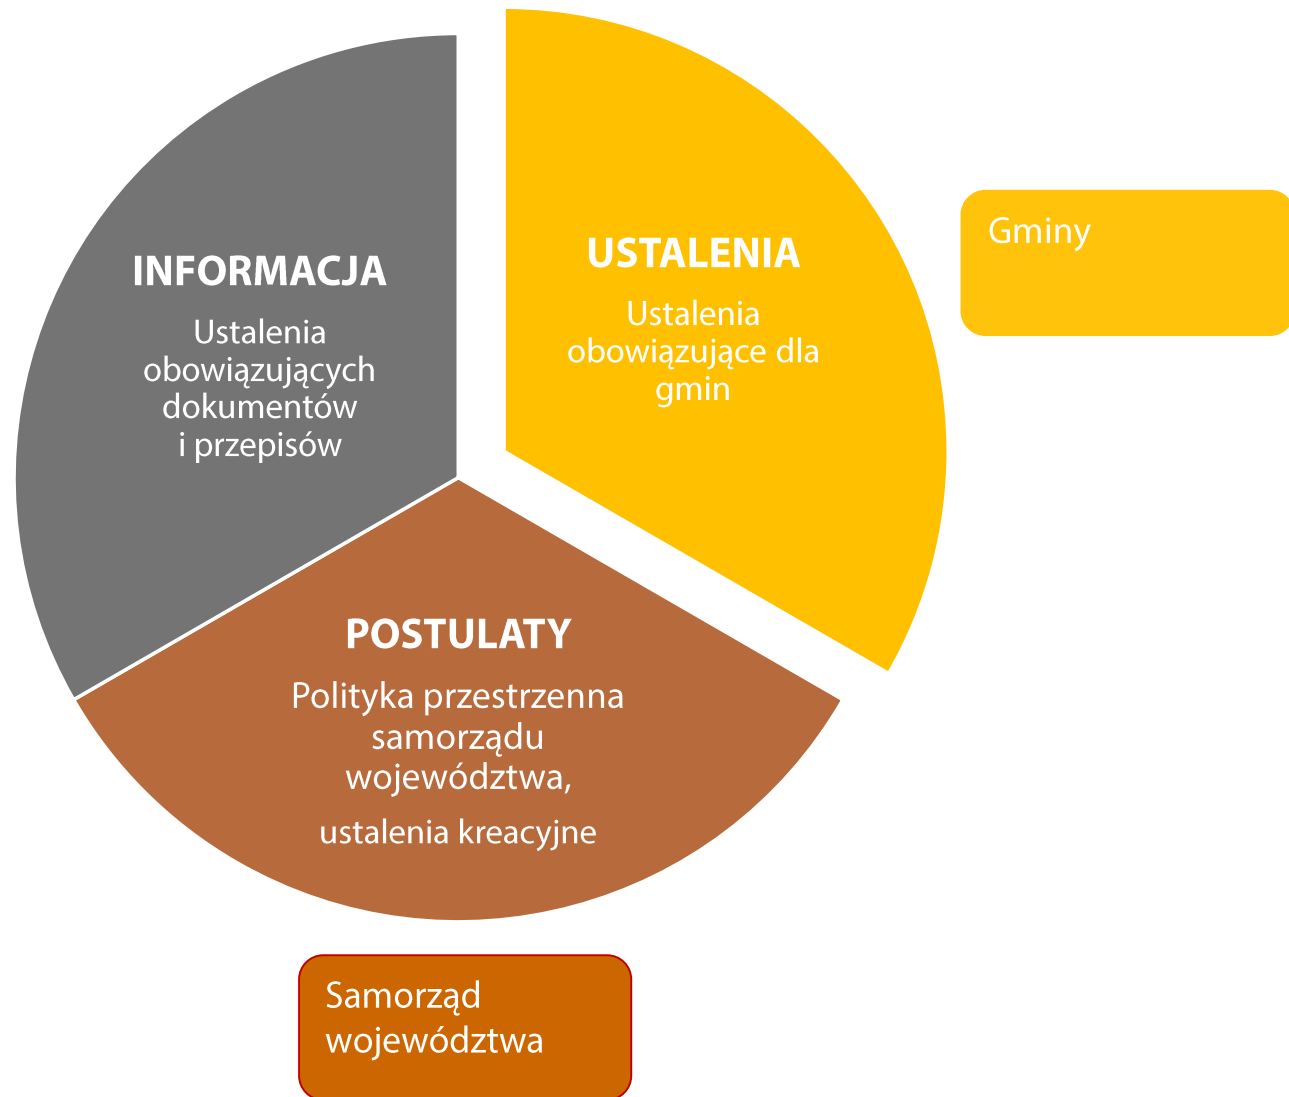 INFORMACJA
Ustalenia
obowiązujących
dokumentów
i przepisów
USTALENIA
Ustalenia
obowiązujące dla
gmin
Gminy
POSTULATY
Polityka przestrzenna
samorządu
województwa,
ustalenia kreacyjne
Samorząd
województwa